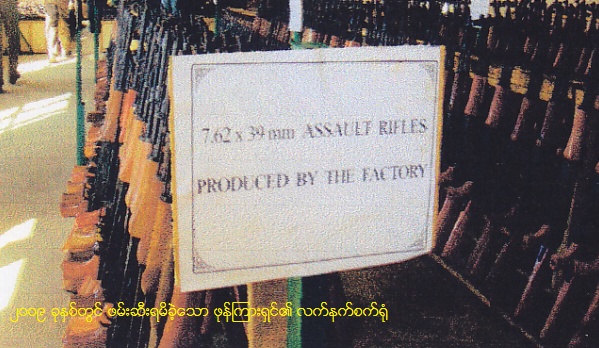 7.62 x 39 mm ASSAULT RIFLES
PRODUCED BY THE FACTORY
၂၀၀၉ ခုနှစ်တွင် ဖမ်းဆီးရမိခဲ့သော ဖုန်ကြားရှင်၏ လက်နက်စက်ရုံ